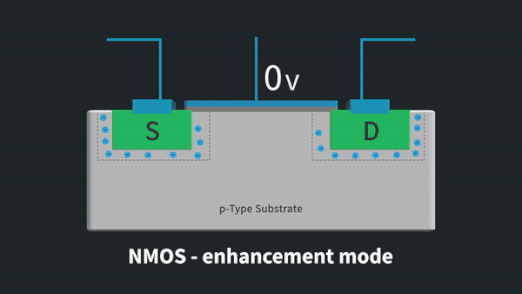 0v
S
D
p-Type Substrate
NMOS - enhancement mode